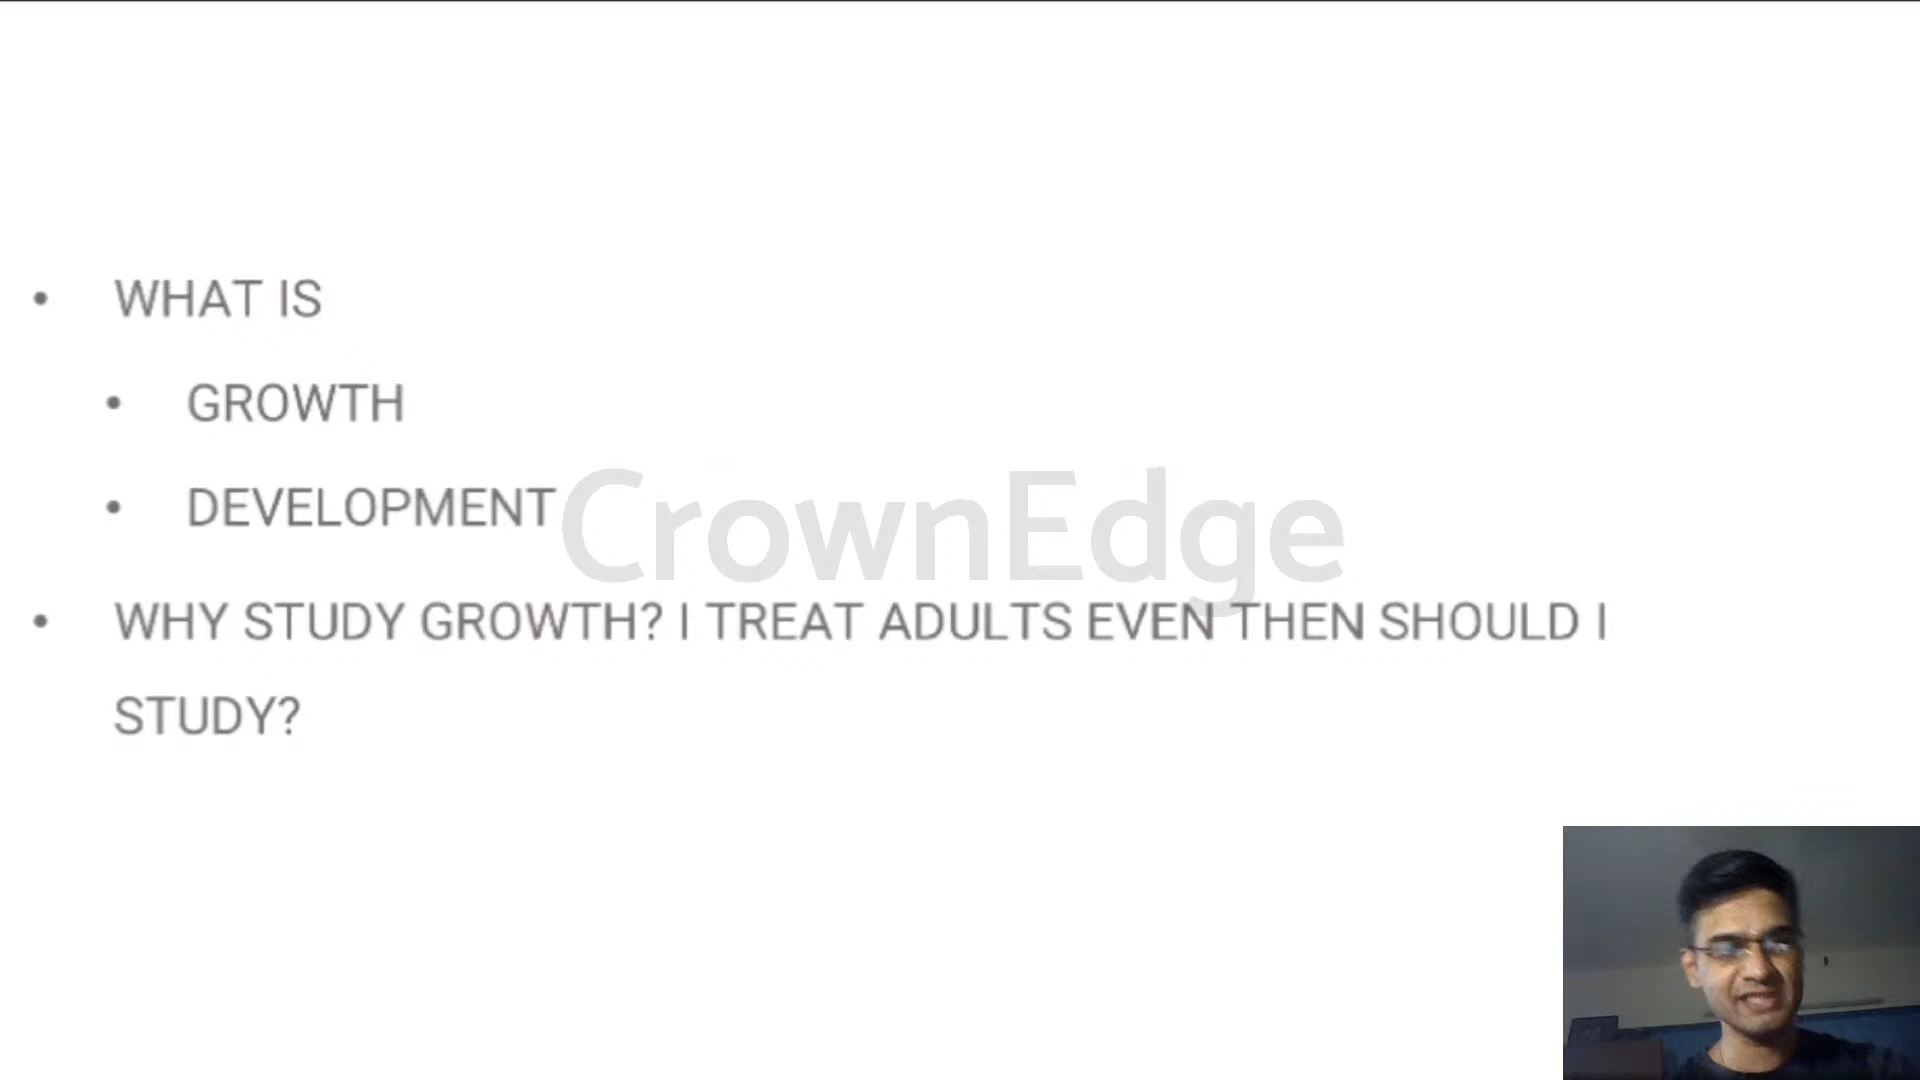 • WHAT IS
• GROWTH
• DEVELOPMENT
CrownEdge
• WHY STUDY GROWTH? I TREAT ADULTS EVEN THEN SHOULD I
STUDY?